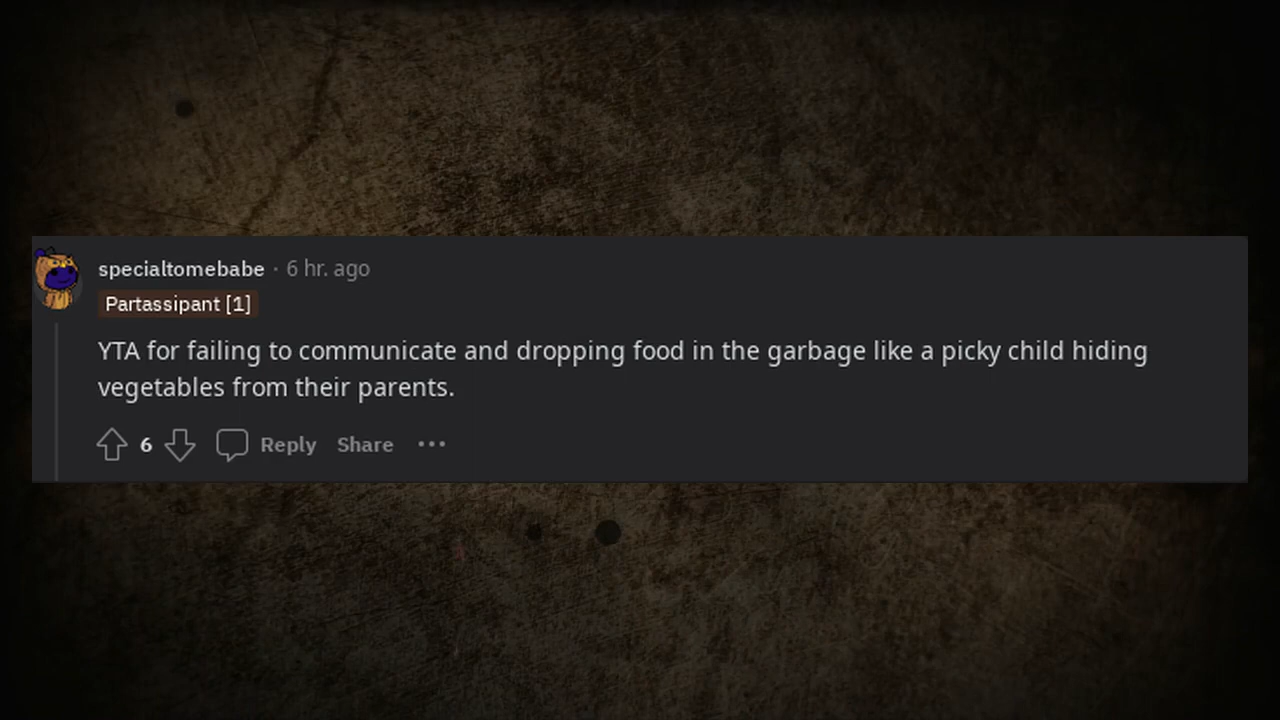 specialtomebabe · 6 hr. ago
Partassipant [1]
YTA for failing to communicate and dropping food in the garbage like a picky child hiding
vegetables from their parents.
6 Reply Share ···